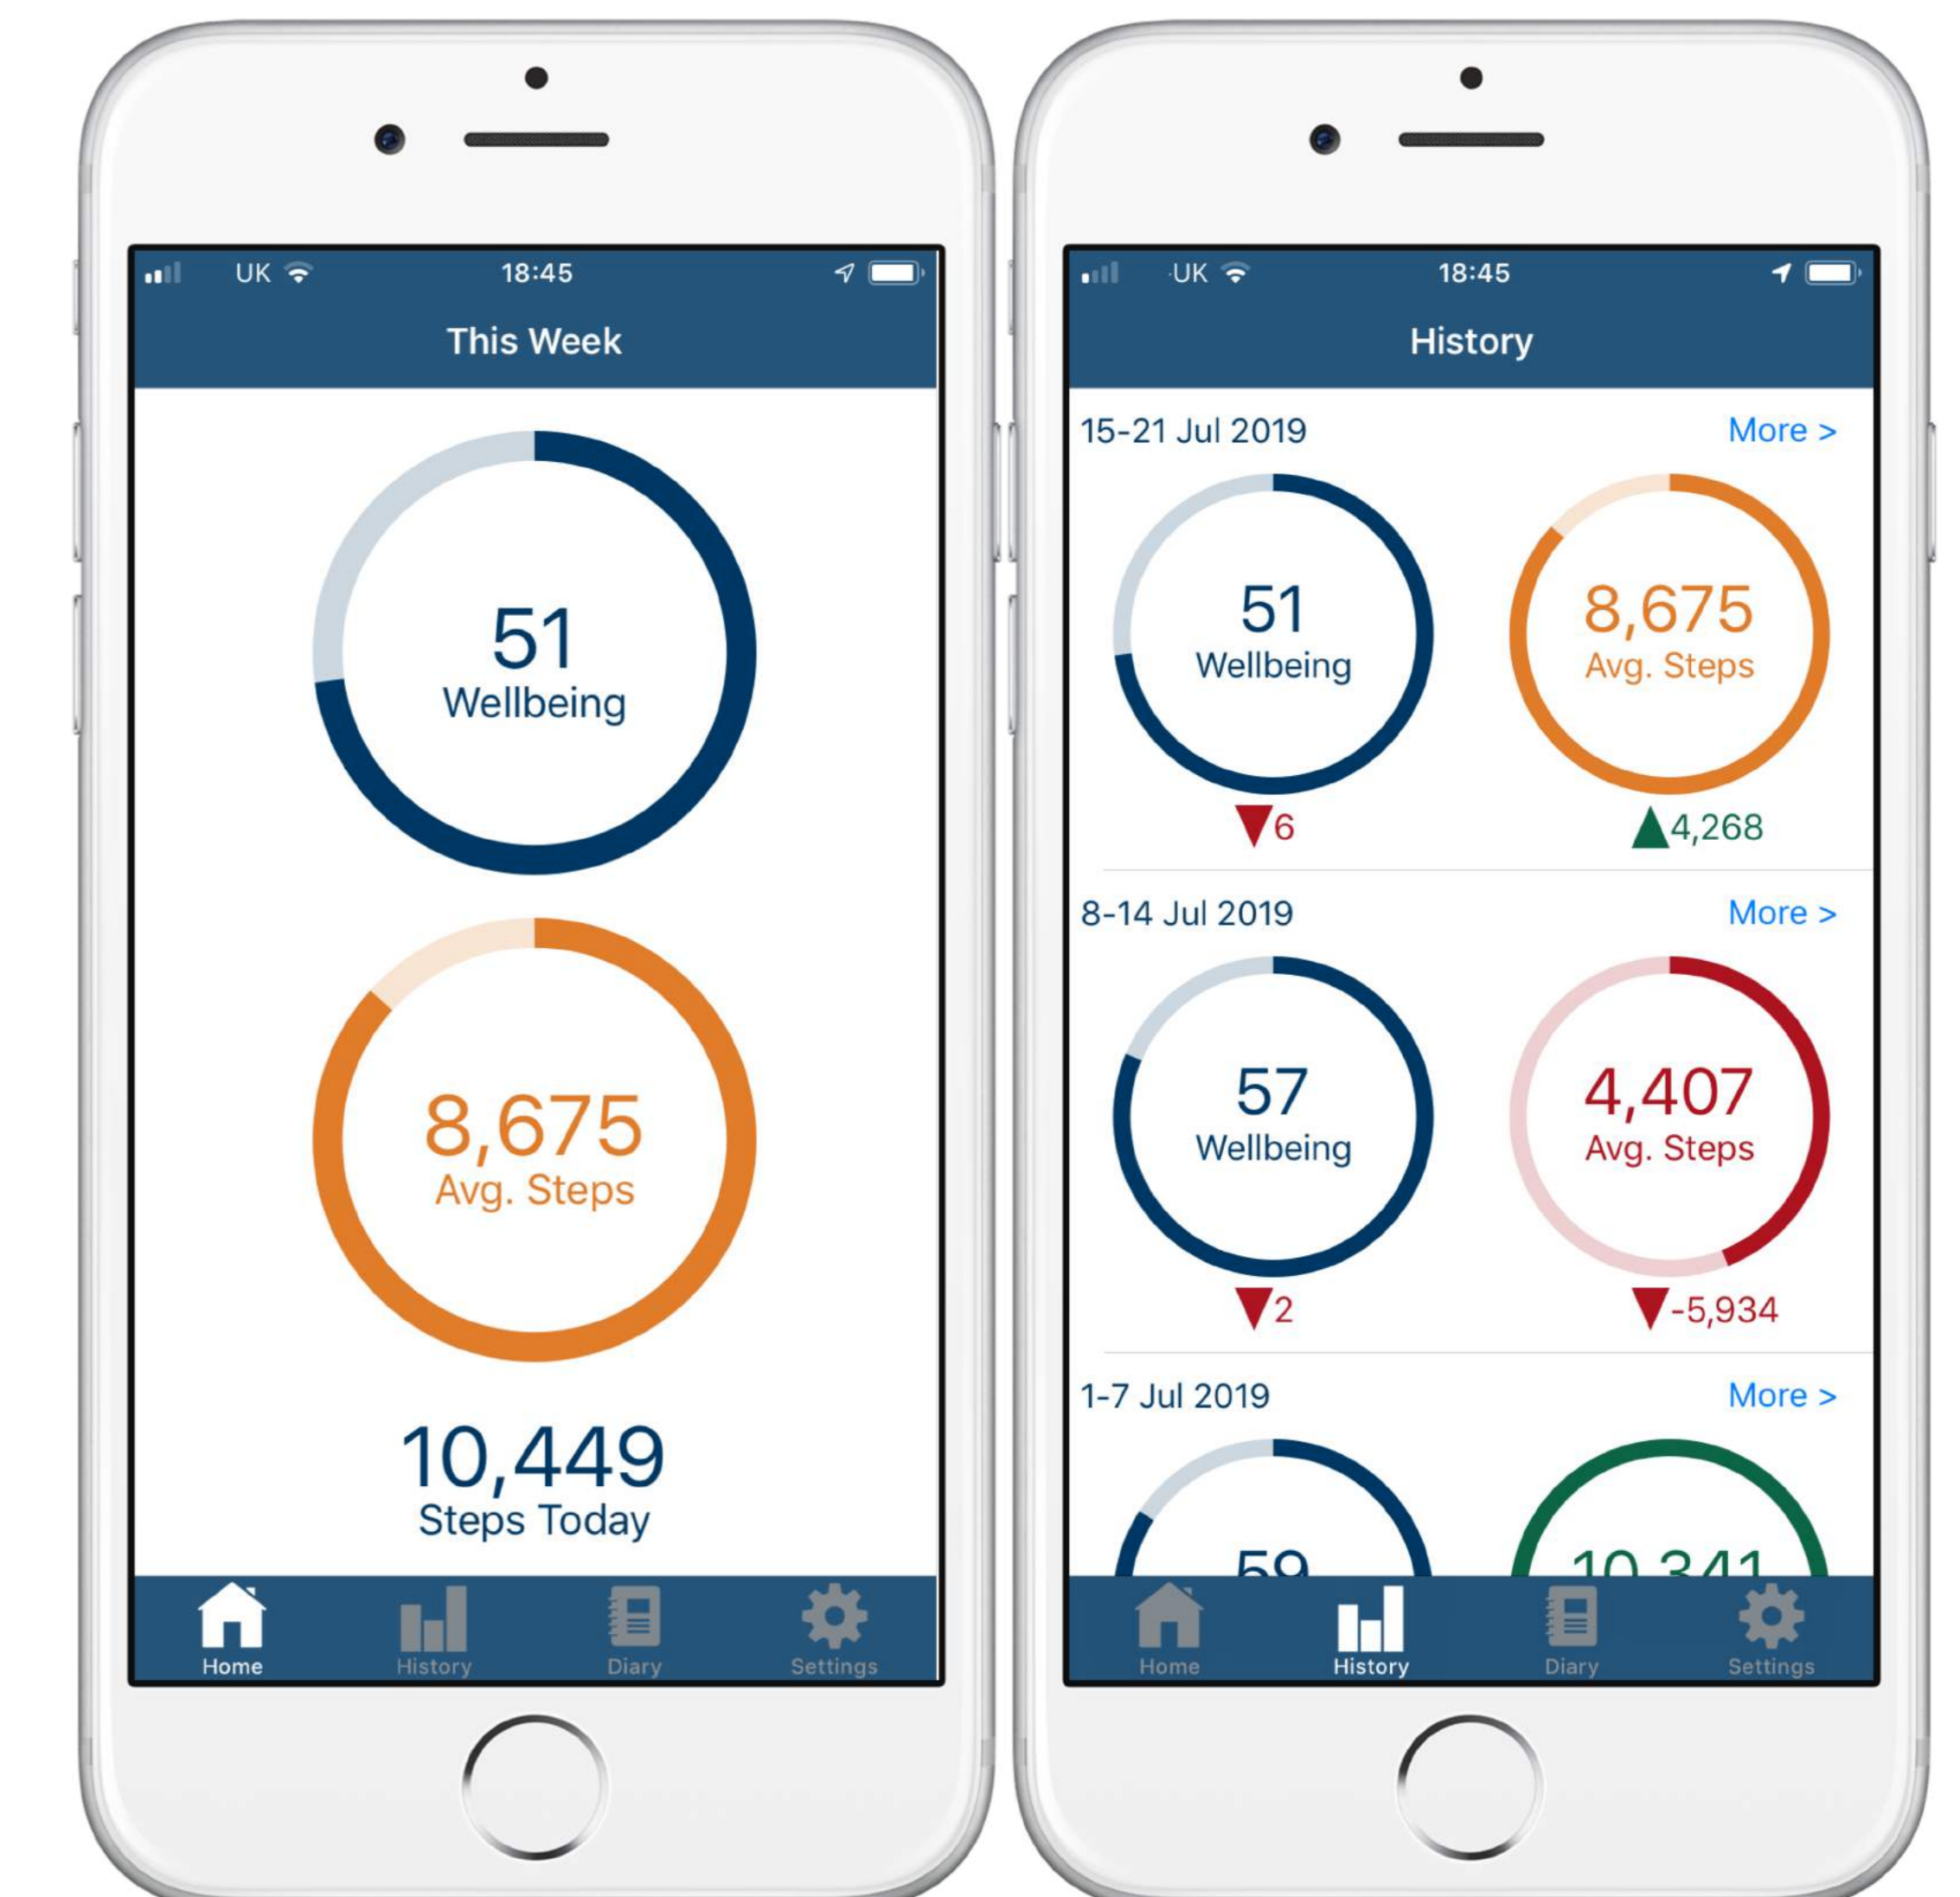 UK 18:45
This Week
51
Wellbeing
8,675
Avg. Steps
10,449
Steps Today
Home History Diary Settings
UK 18:45
History
15-21 Jul 2019 More >
51 8,675
Wellbeing Avg. Steps
▼6 ▲4,268
8-14 Jul 2019 More >
57 4,407
Wellbeing Avg. Steps
▼2 ▼-5,934
1-7 Jul 2019 More >
59 10,341
Home History Diary Settings